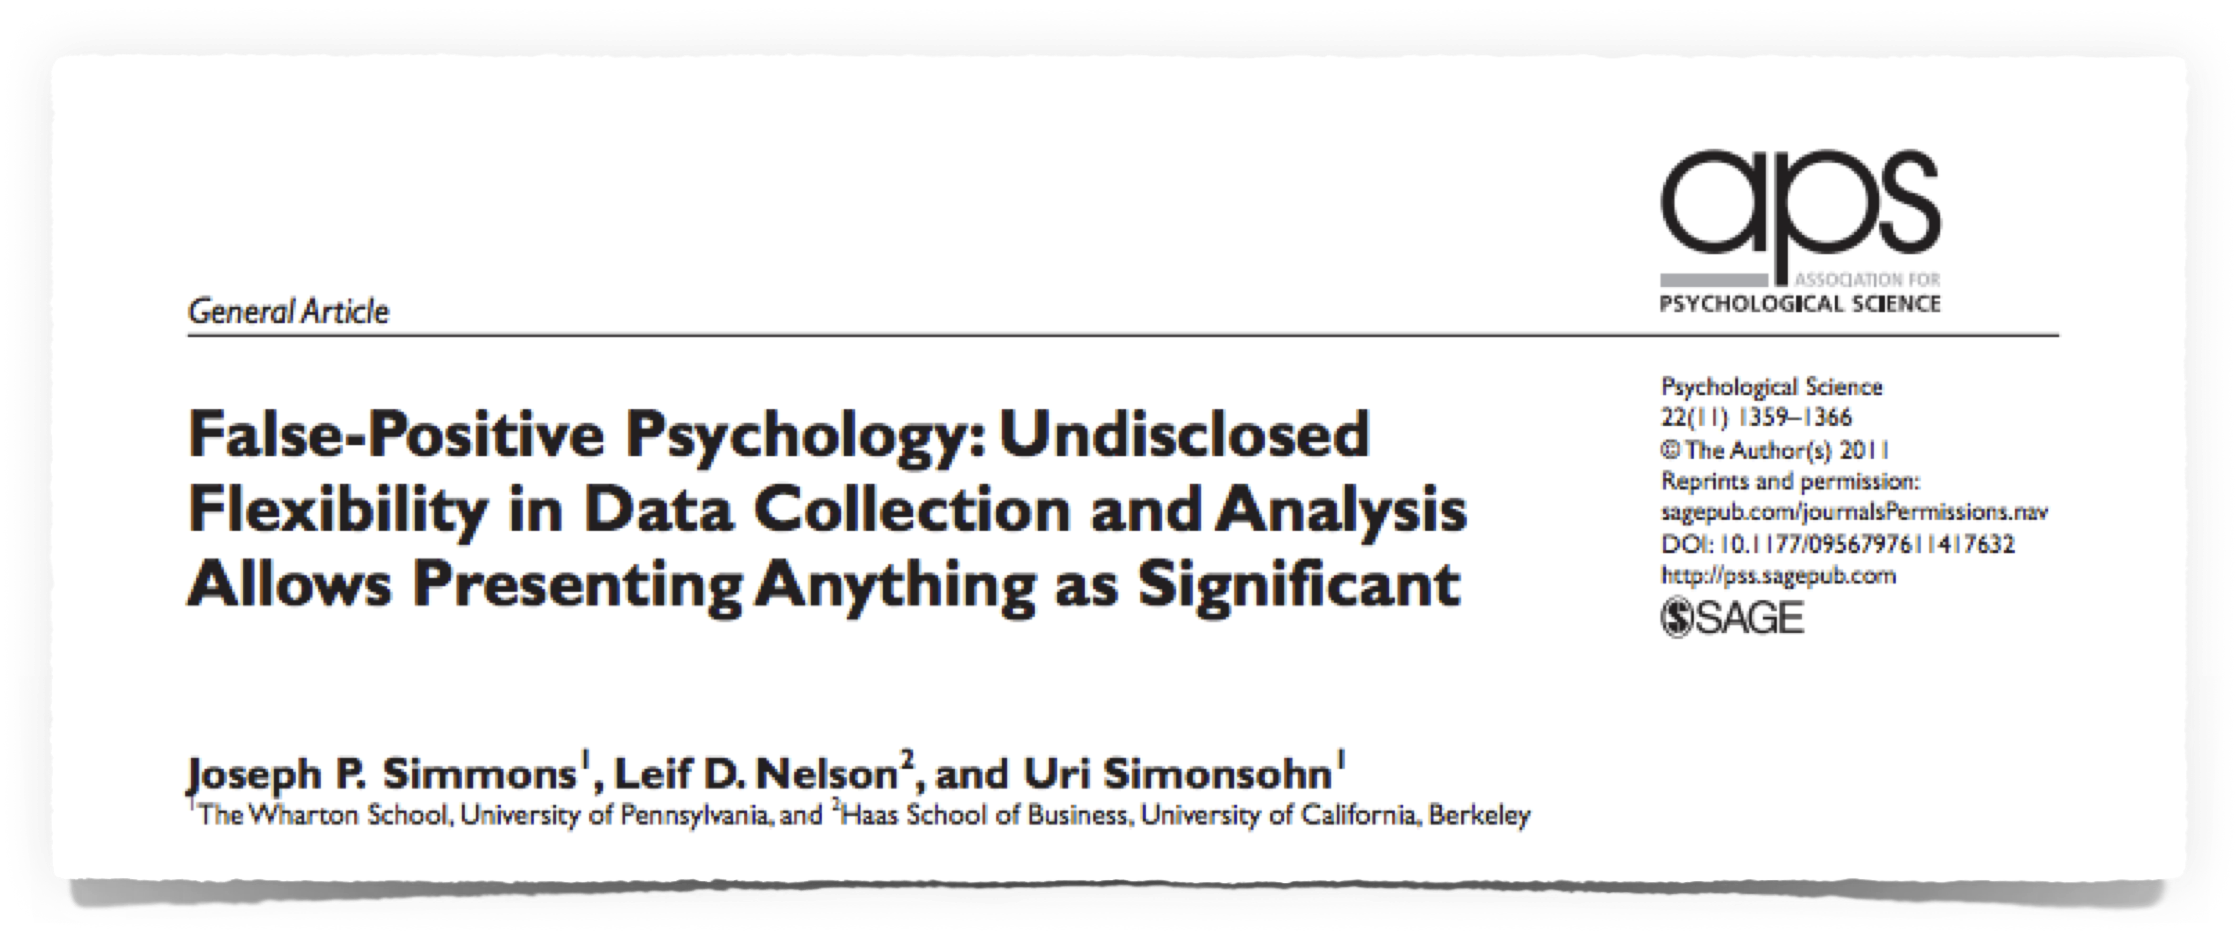 aps
ASSOCIATION FOR
PSYCHOLOGICAL SCIENCE
General Article
False-Positive Psychology: Undisclosed
Flexibility in Data Collection and Analysis
Allows Presenting Anything as Significant
Psychological Science
22(11) 1359–1366
© The Author(s) 2011
Reprints and permission:
sagepub.com/journalsPermissions.nav
DOI: 10.1177/0956797611417632
http://pss.sagepub.com
SAGE
Joseph P. Simmons¹, Leif D. Nelson², and Uri Simonsohn¹
¹The Wharton School, University of Pennsylvania, and ²Haas School of Business, University of California, Berkeley